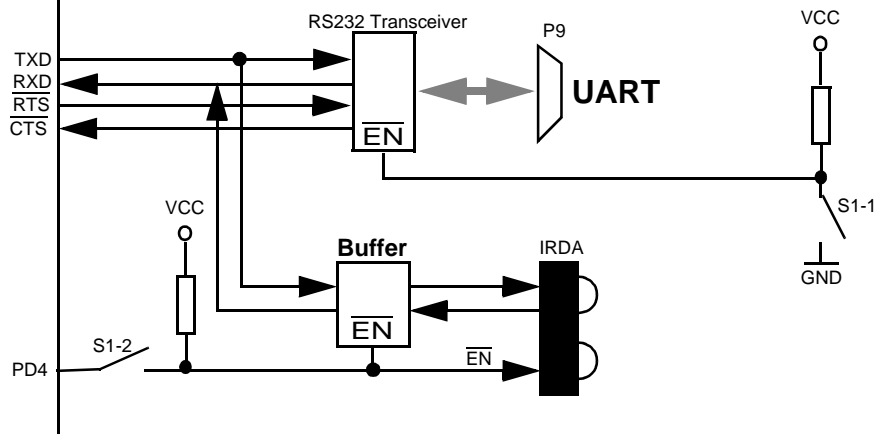 RS232 Transceiver
P9
VCC
TXD
RXD
RTS
CTS
EN
UART
S1-1
GND
VCC
Buffer
IRDA
EN
S1-2
EN
PD4